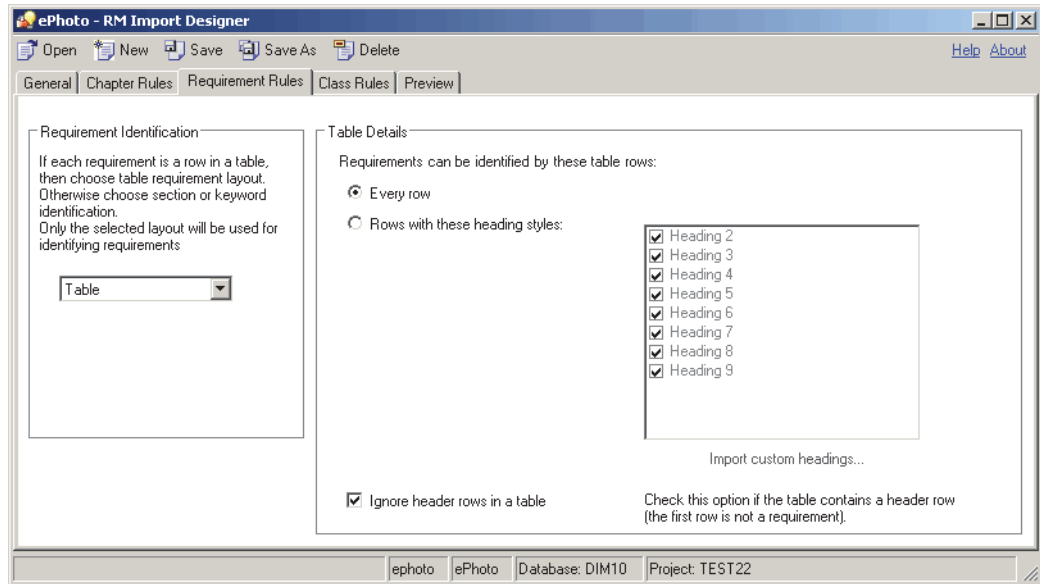 ePhoto - RM Import Designer
Open New Save Save As Delete Help About
General Chapter Rules Requirement Rules Class Rules Preview
Requirement Identification
If each requirement is a row in a table,
then choose table requirement layout.
Otherwise choose section or keyword
identification.
Only the selected layout will be used for
identifying requirements
Table
Table Details
Requirements can be identified by these table rows:
Every row
Rows with these heading styles:
Heading 2
Heading 3
Heading 4
Heading 5
Heading 6
Heading 7
Heading 8
Heading 9
Import custom headings...
Ignore header rows in a table
Check this option if the table contains a header row
(the first row is not a requirement).
ephoto ePhoto Database: DIM10 Project: TEST22